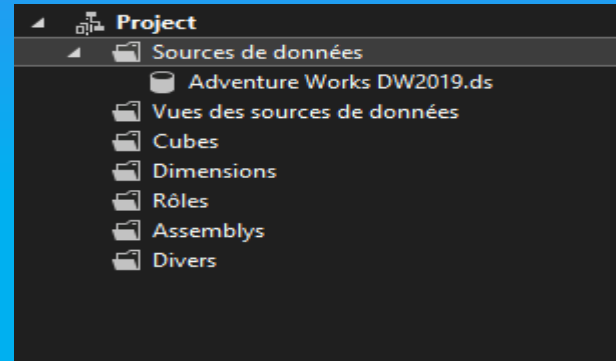 Project
Sources de données
Adventure Works DW2019.ds
Vues des sources de données
Cubes
Dimensions
Rôles
Assemblys
Divers